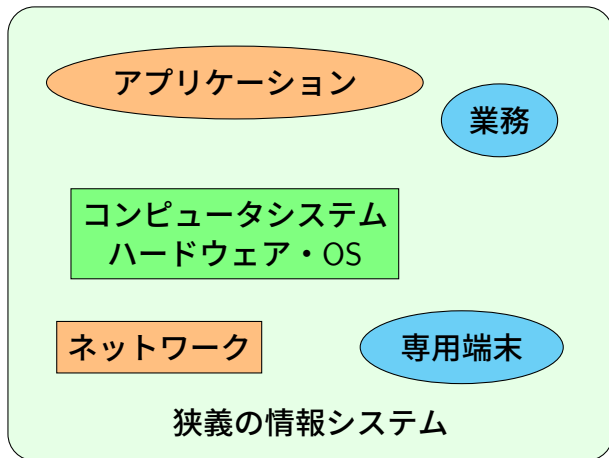 アプリケーション
業務
コンピュータシステム
ハードウェア・OS
ネットワーク
専用端末
狭義の情報システム